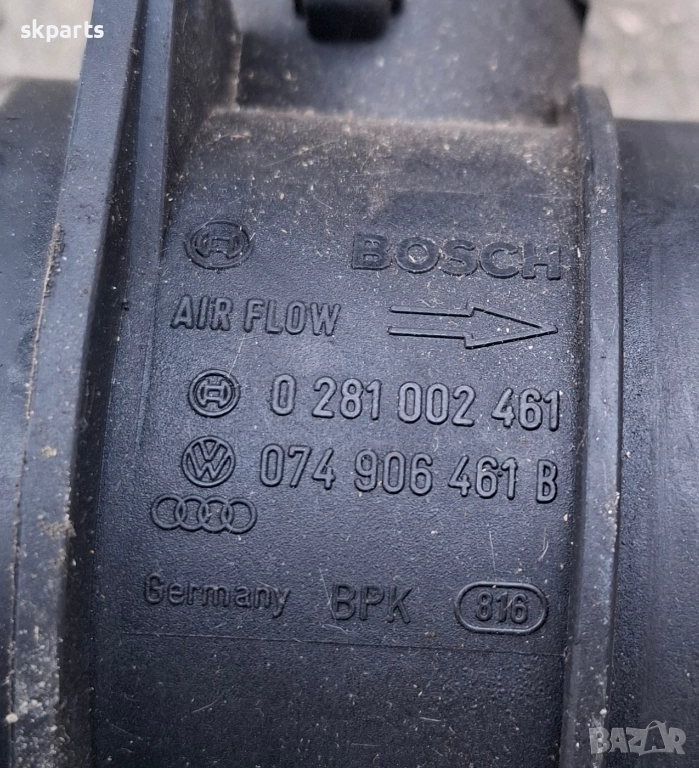 skparts
BOSCH
AIR FLOW
0 281 002 461
074 906 461 B
Germany BPK 816
BAZAR